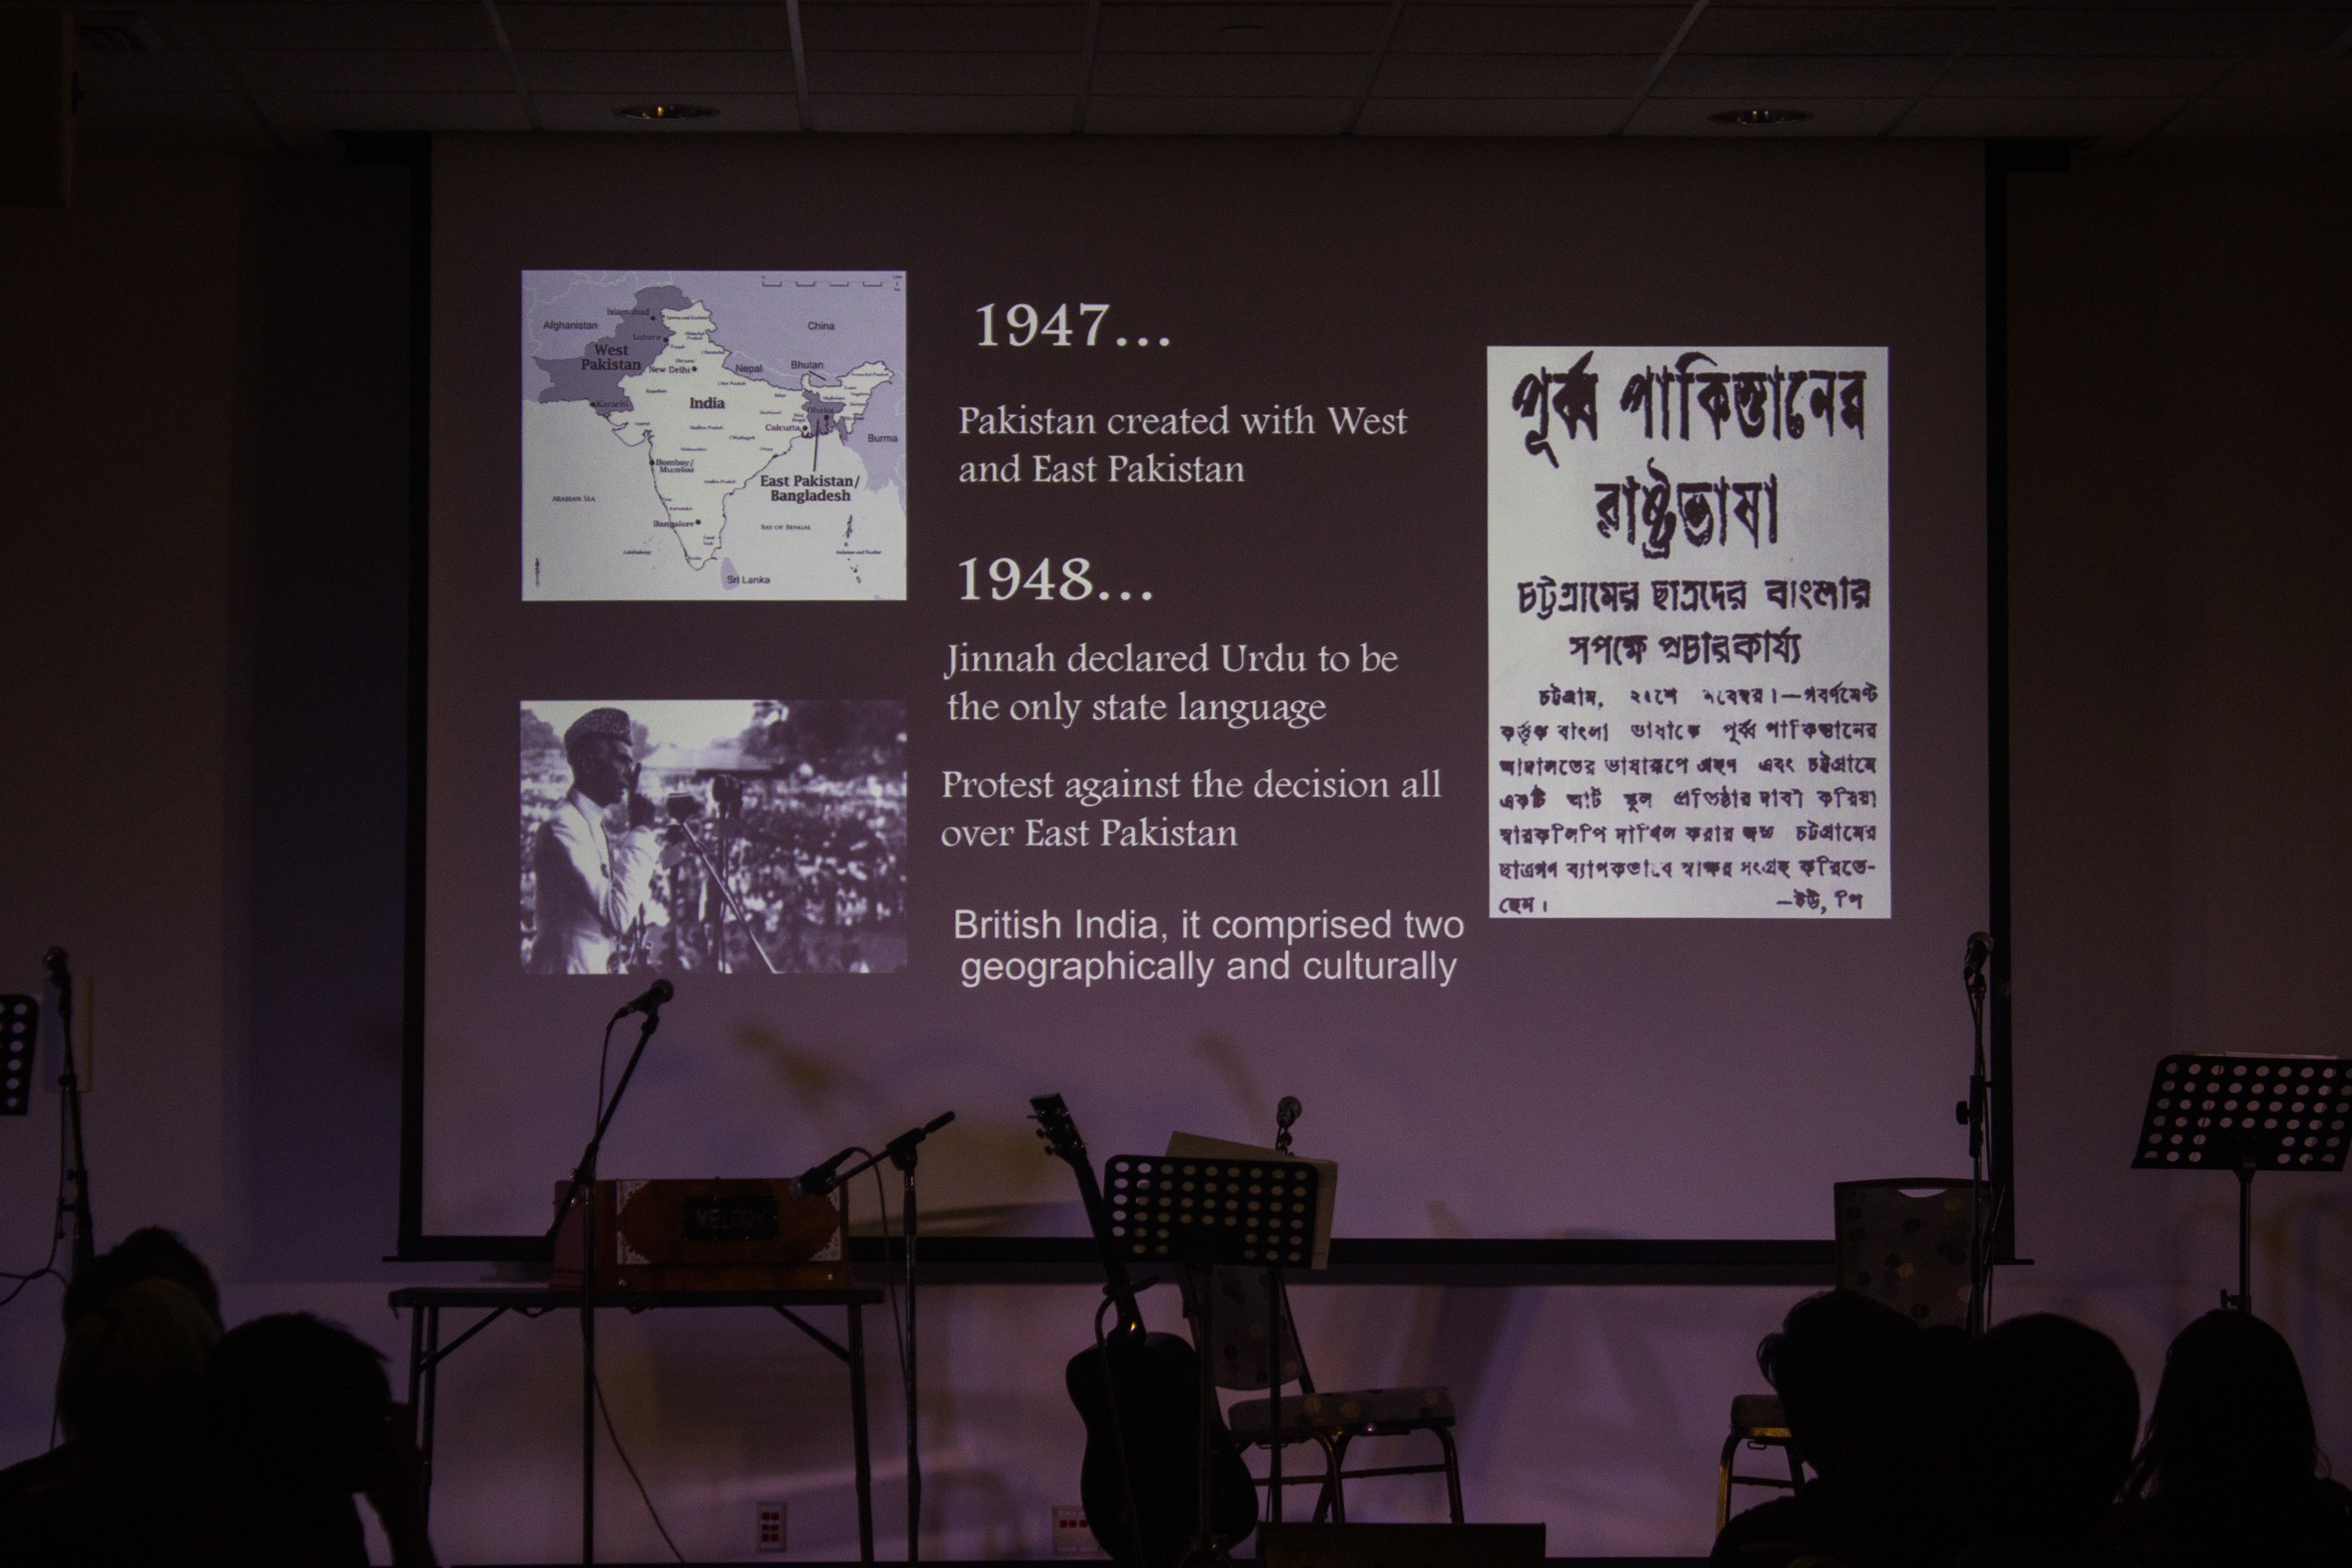 Islamabad
Afghanistan
China
Lahore
West
Pakistan
New Delhi
Nepal
Bhutan
Karachi
India
Dhaka
Calcutta
Burma
Bombay/
Mumbai
East Pakistan/
Bangladesh
ARABIAN SEA
Bangalore
BAY OF BENGAL
Sri Lanka
1947...
Pakistan created with West
and East Pakistan
1948...
Jinnah declared Urdu to be
the only state language
Protest against the decision all
over East Pakistan
British India, it comprised two
geographically and culturally
পূর্ব্ব পাকিস্তানের
রাষ্ট্রভাষা
চট্টগ্রামের ছাত্রদের বাংলার
সপক্ষে প্রচারকার্য্য
চট্টগ্রাম, নবেম্বর।—গবর্ণমেণ্ট
কর্ত্তৃক বাংলা ভাষাকে পূর্ব্ব পাকিস্তানের
আদালতের ভাষারূপে গ্রহণ এবং চট্টগ্রামে
একটি আর্ট স্কুল প্রতিষ্ঠার দাবী করিয়া
স্মারকলিপি দাখিল করার জন্য চট্টগ্রামের
ছাত্রগণ ব্যাপকভাবে স্বাক্ষর সংগ্রহ করিতে-
ছেন।
—ইউ, পি
MELODY